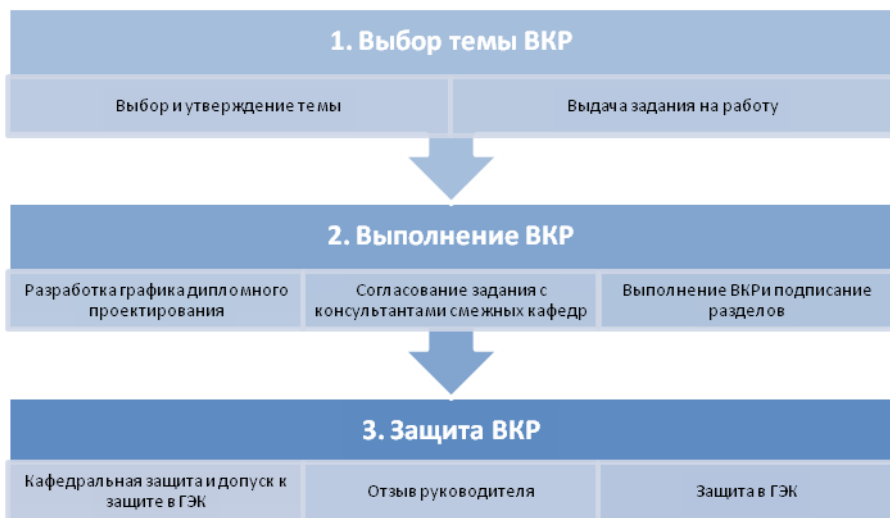 1. Выбор темы ВКР
Выбор и утверждение темы
Выдача задания на работу
2. Выполнение ВКР
Разработка графика дипломного
проектирования
Согласование задания с
консультантами смежных кафедр
Выполнение ВКРи подписание
разделов
3. Защита ВКР
Кафедральная защита и допуск к
защите в ГЭК
Отзыв руководителя
Защита в ГЭК